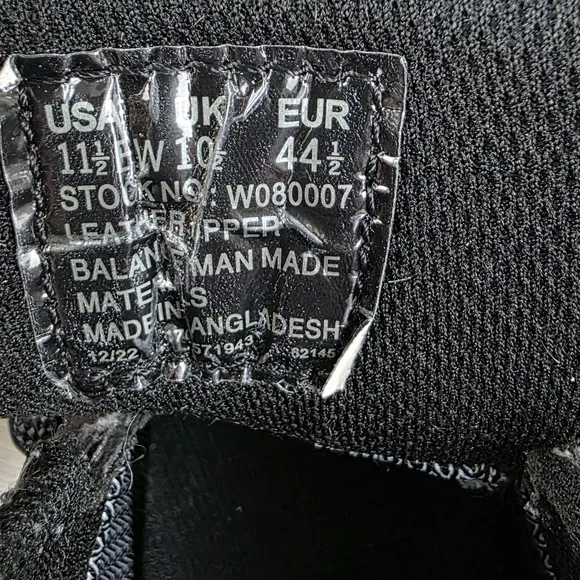 USA UK EUR
11½ EW 10½ 44½
STOCK NO: W080007
LEATHER UPPER
BALANCE MAN MADE
MATERIALS
MADE IN BANGLADESH
12/22 671943 62145